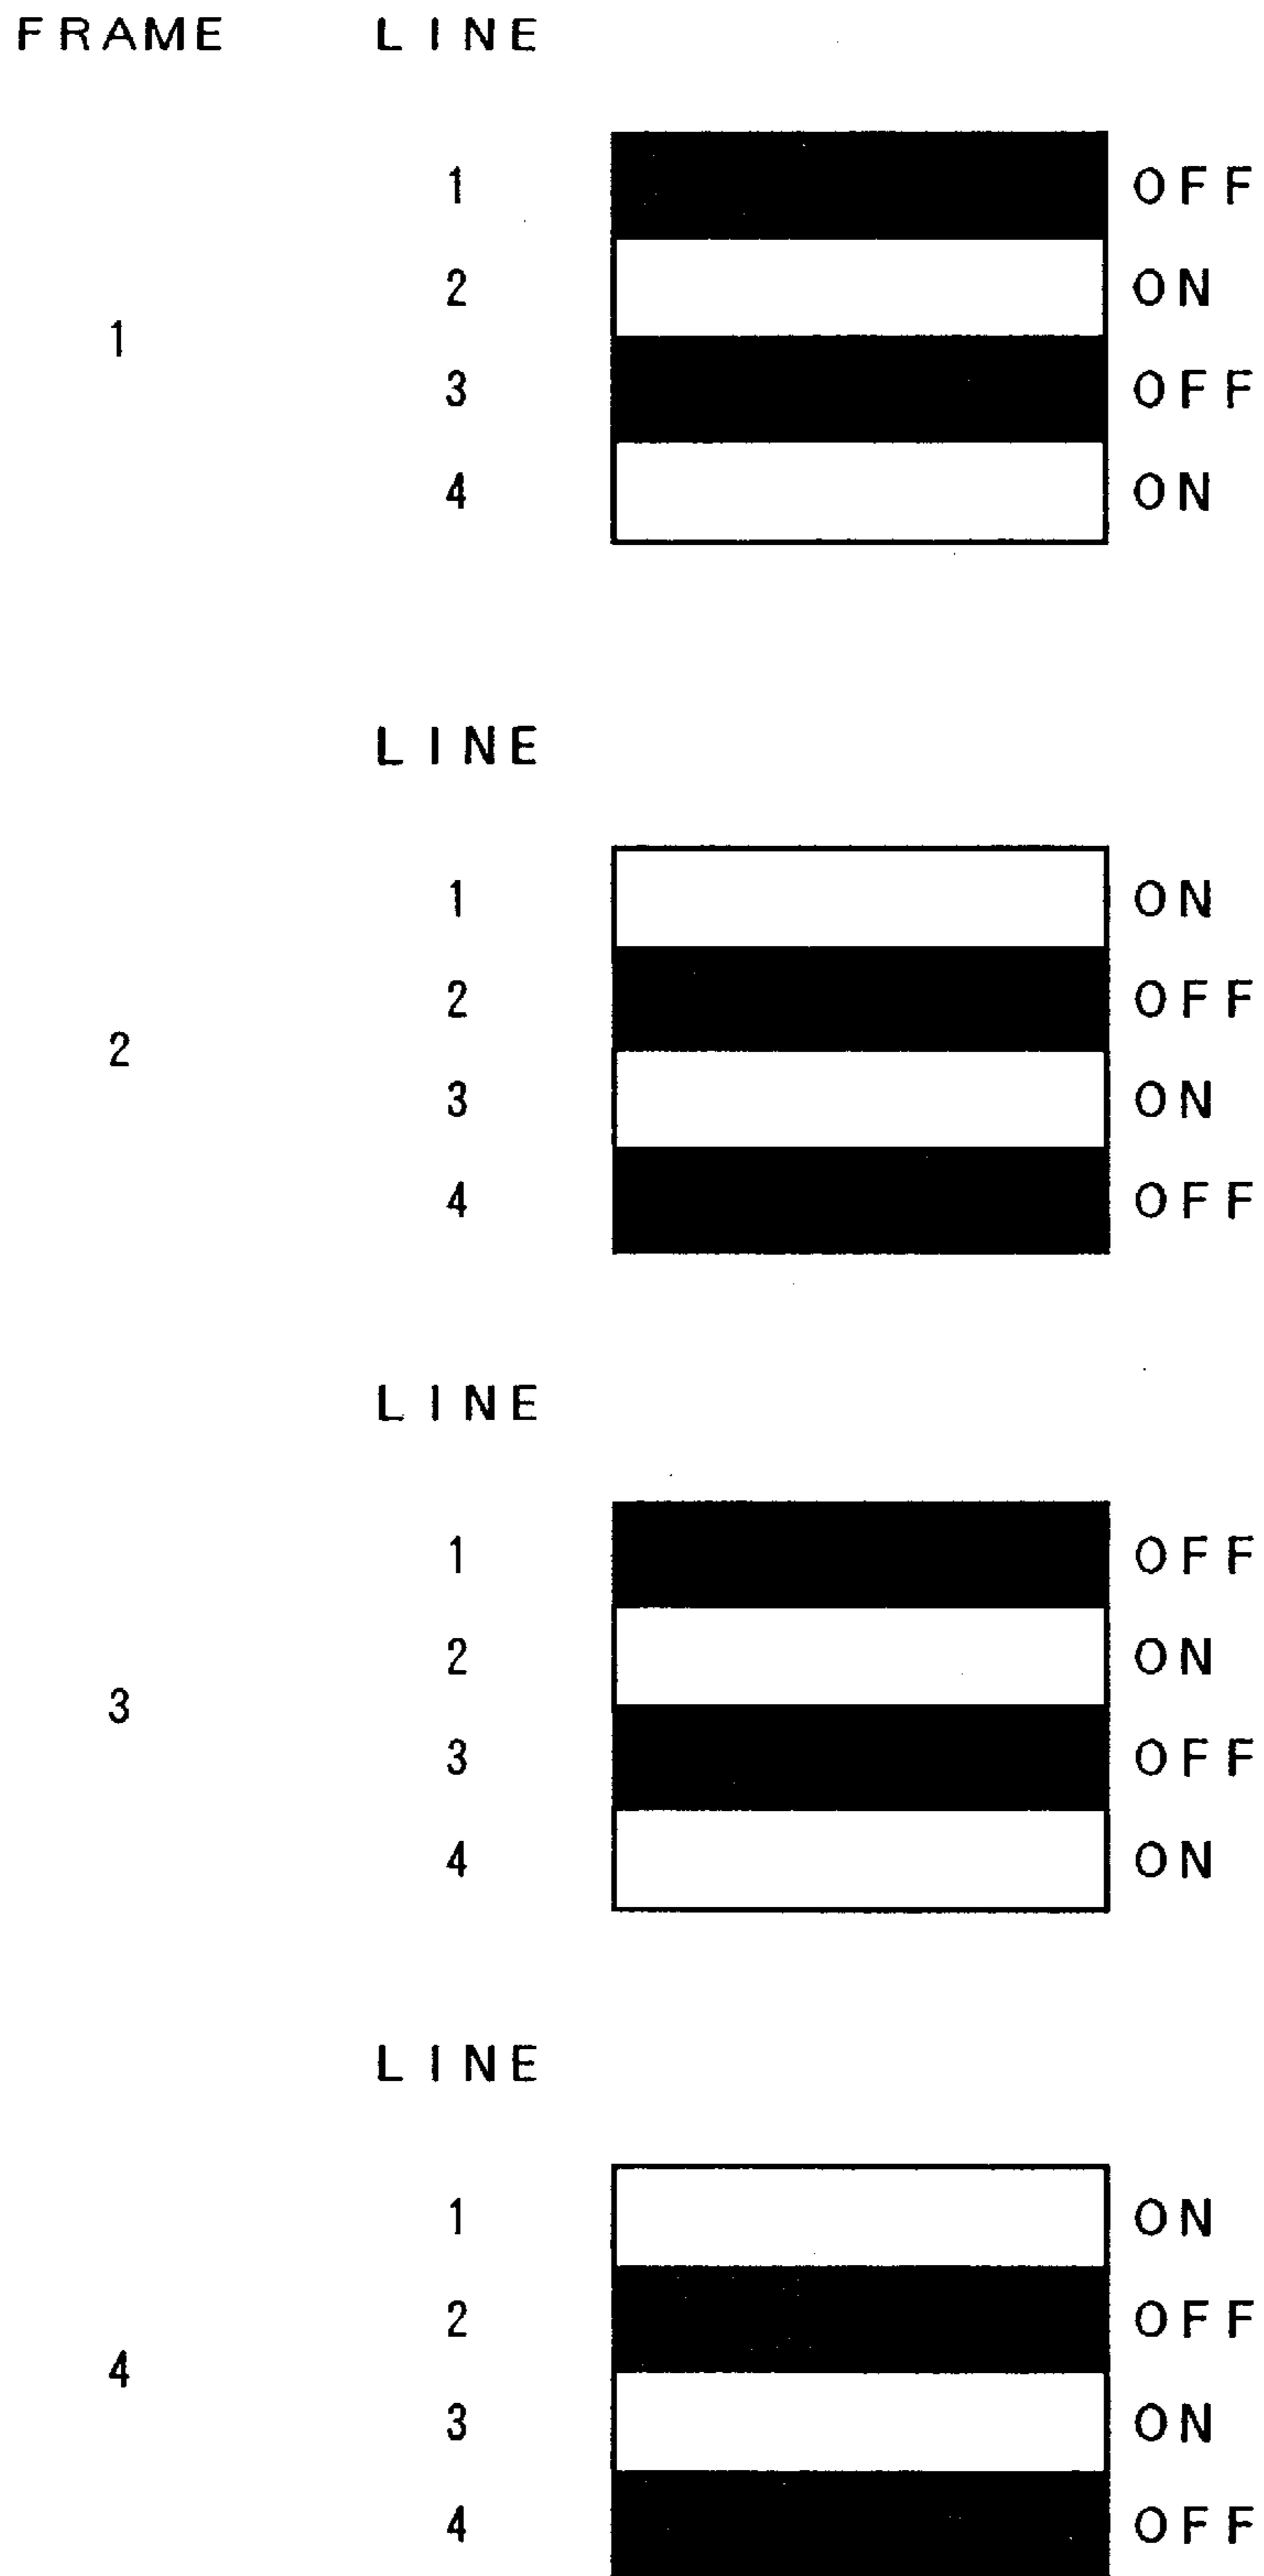 FRAME LINE
1 OFF
2 ON
1
3 OFF
4 ON
LINE
1 ON
2 OFF
2
3 ON
4 OFF
LINE
1 OFF
2 ON
3
3 OFF
4 ON
LINE
1 ON
2 OFF
4
3 ON
4 OFF